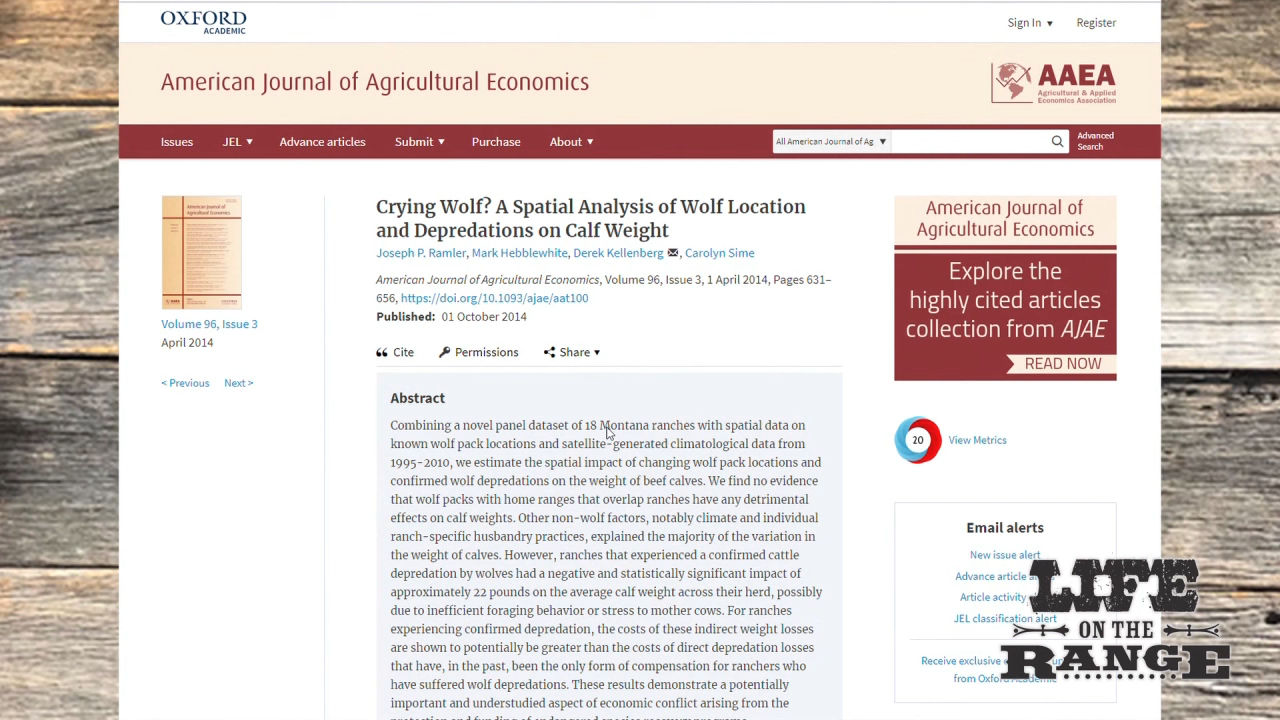 OXFORD
ACADEMIC
Sign In ▼ Register
American Journal of Agricultural Economics
AAEA
Agricultural & Applied
Economics Association
Issues JEL ▼ Advance articles Submit ▼ Purchase About ▼
All American Journal of Ag ▼
Advanced
Search
Volume 96, Issue 3
April 2014
< Previous Next >
Crying Wolf? A Spatial Analysis of Wolf Location
and Depredations on Calf Weight
Joseph P. Ramler, Mark Hebblewhite, Derek Kellenberg, Carolyn Sime
American Journal of Agricultural Economics, Volume 96, Issue 3, 1 April 2014, Pages 631–
656, https://doi.org/10.1093/ajae/aat100
Published: 01 October 2014
Cite Permissions Share ▼
Abstract
Combining a novel panel dataset of 18 Montana ranches with spatial data on
known wolf pack locations and satellite-generated climatological data from
1995-2010, we estimate the spatial impact of changing wolf pack locations and
confirmed wolf depredations on the weight of beef calves. We find no evidence
that wolf packs with home ranges that overlap ranches have any detrimental
effects on calf weights. Other non-wolf factors, notably climate and individual
ranch-specific husbandry practices, explained the majority of the variation in
the weight of calves. However, ranches that experienced a confirmed cattle
depredation by wolves had a negative and statistically significant impact of
approximately 22 pounds on the average calf weight across their herd, possibly
due to inefficient foraging behavior or stress to mother cows. For ranches
experiencing confirmed depredation, the costs of these indirect weight losses
are shown to potentially be greater than the costs of direct depredation losses
that have, in the past, been the only form of compensation for ranchers who
have suffered wolf depredations. These results demonstrate a potentially
important and understudied aspect of economic conflict arising from the
American Journal of
Agricultural Economics
Explore the
highly cited articles
collection from AJAE
READ NOW
20 View Metrics
Email alerts
New issue alert
Advance article
Article activity
JEL classification alert
Receive exclusive
from Oxford Academic
LIFE
ON THE
RANGE